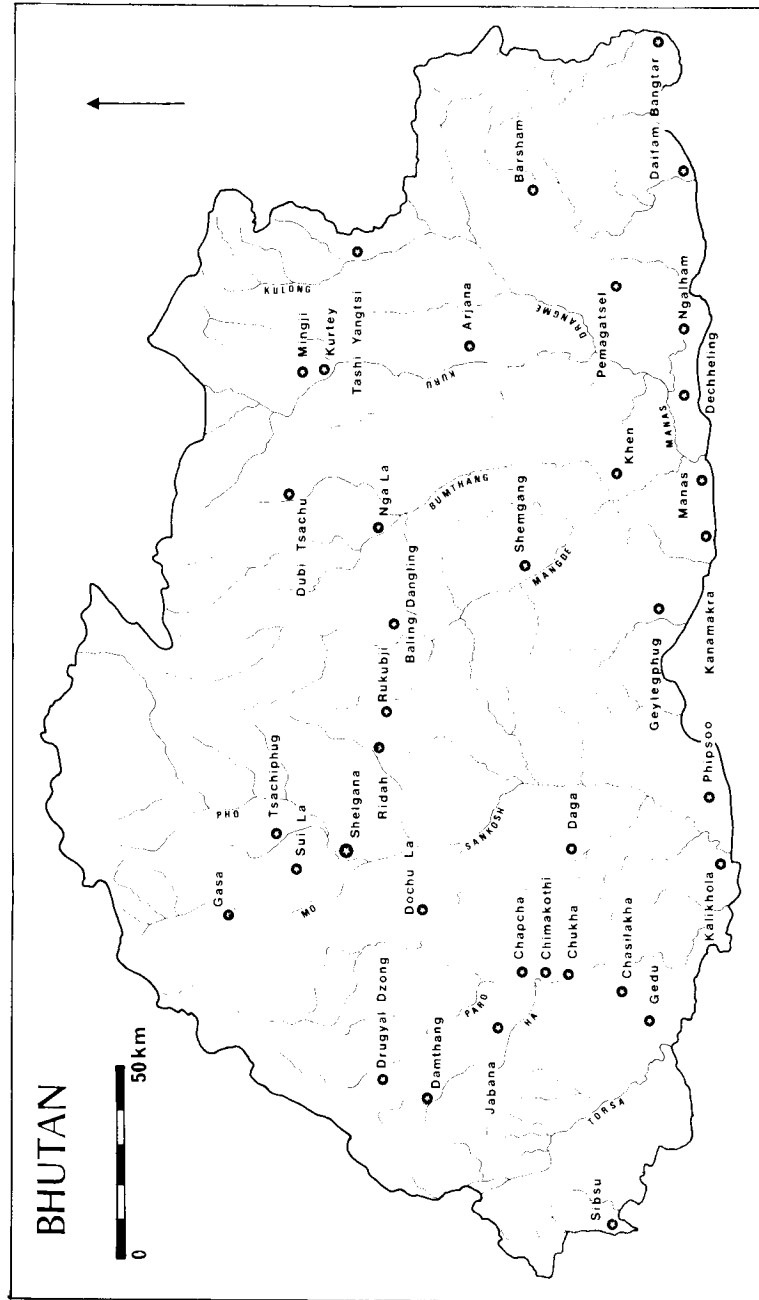 BHUTAN
0
50km
Gasa
PHO
Tsachiphug
Sui La
MO
Shelgana
Ridah
Rukubji
Dochu La
Drugyal Dzong
Damthang
PARO
Jabana
HA
Chapcha
Chimakothi
Chukha
Chasilakha
Gedu
TORSA
Sibsu
SANKOSH
Daga
Kalikhola
Phipsoo
Geylegphug
Kanamakra
Manas
Baling/Dangling
Dubi Tsachu
Nga La
BUMTHANG
Shemgang
MANGDE
Khen
MANAS
Mingji
Kurtey
KULONG
Tashi Yangtsi
KURU
Arjana
DRANGME
Pemagatsel
Dechheling
Ngalham
Barsham
Daifam
Bangtar